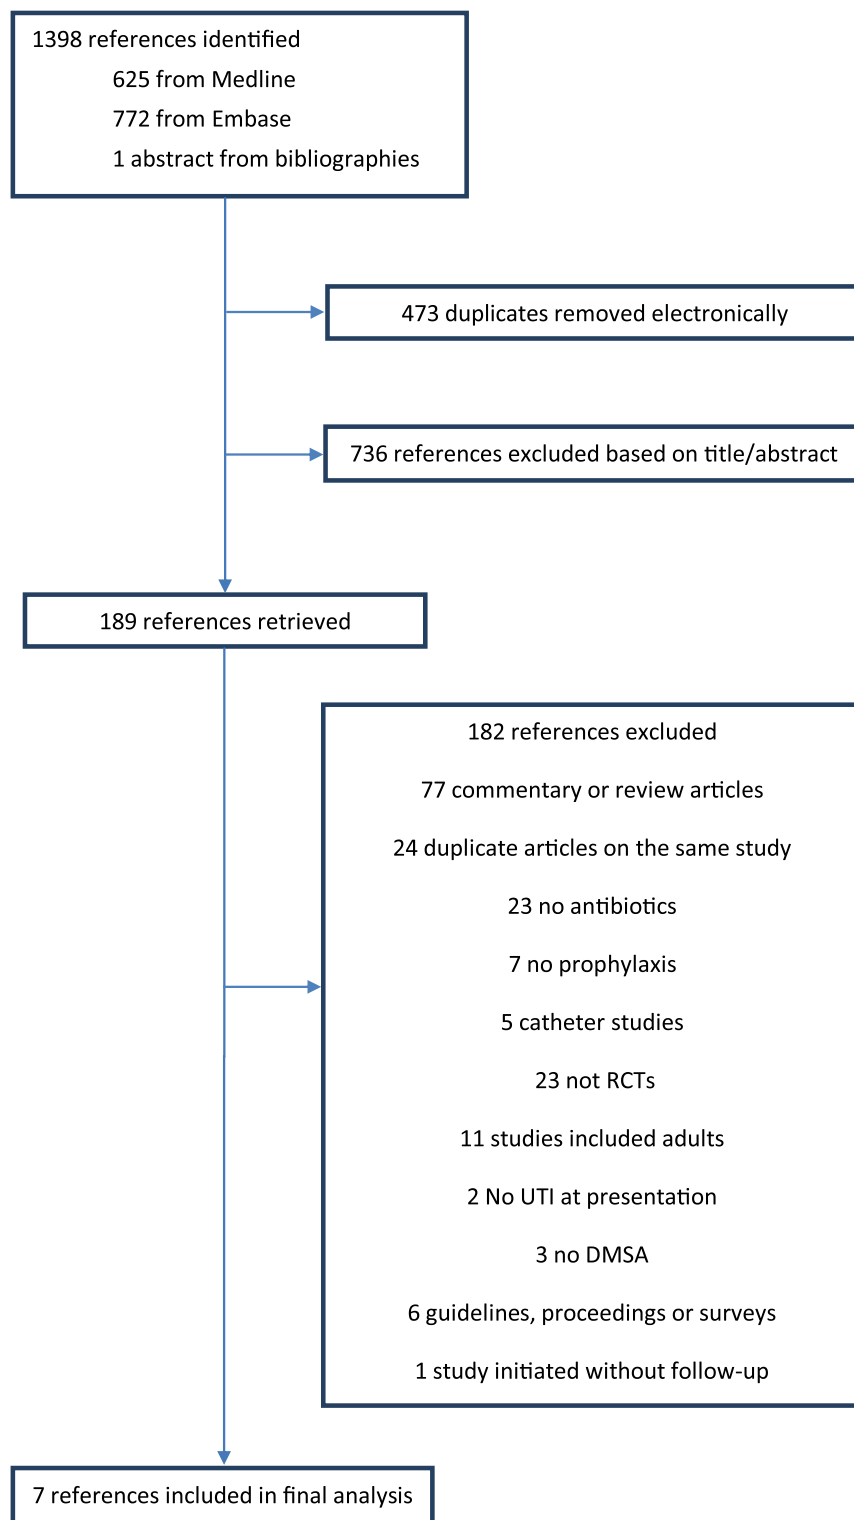 1398 references identified
625 from Medline
772 from Embase
1 abstract from bibliographies
473 duplicates removed electronically
736 references excluded based on title/abstract
189 references retrieved
182 references excluded
77 commentary or review articles
24 duplicate articles on the same study
23 no antibiotics
7 no prophylaxis
5 catheter studies
23 not RCTs
11 studies included adults
2 No UTI at presentation
3 no DMSA
6 guidelines, proceedings or surveys
1 study initiated without follow-up
7 references included in final analysis